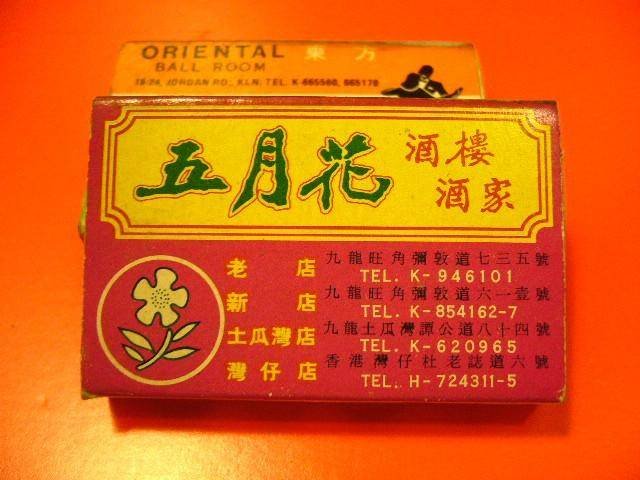 ORIENTAL 東方
BALL ROOM
18-24, JORDAN RD., KLN. TEL. K-665560, 665176
五月花 酒樓
酒家
老店 九龍旺角彌敦道七三五號
TEL. K-946101
新店 九龍旺角彌敦道六一壹號
TEL. K-854162-7
土瓜灣店 九龍土瓜灣譚公道八十四號
TEL. K-620965
灣仔店 香港灣仔杜老誌道六號
TEL. H-724311-5